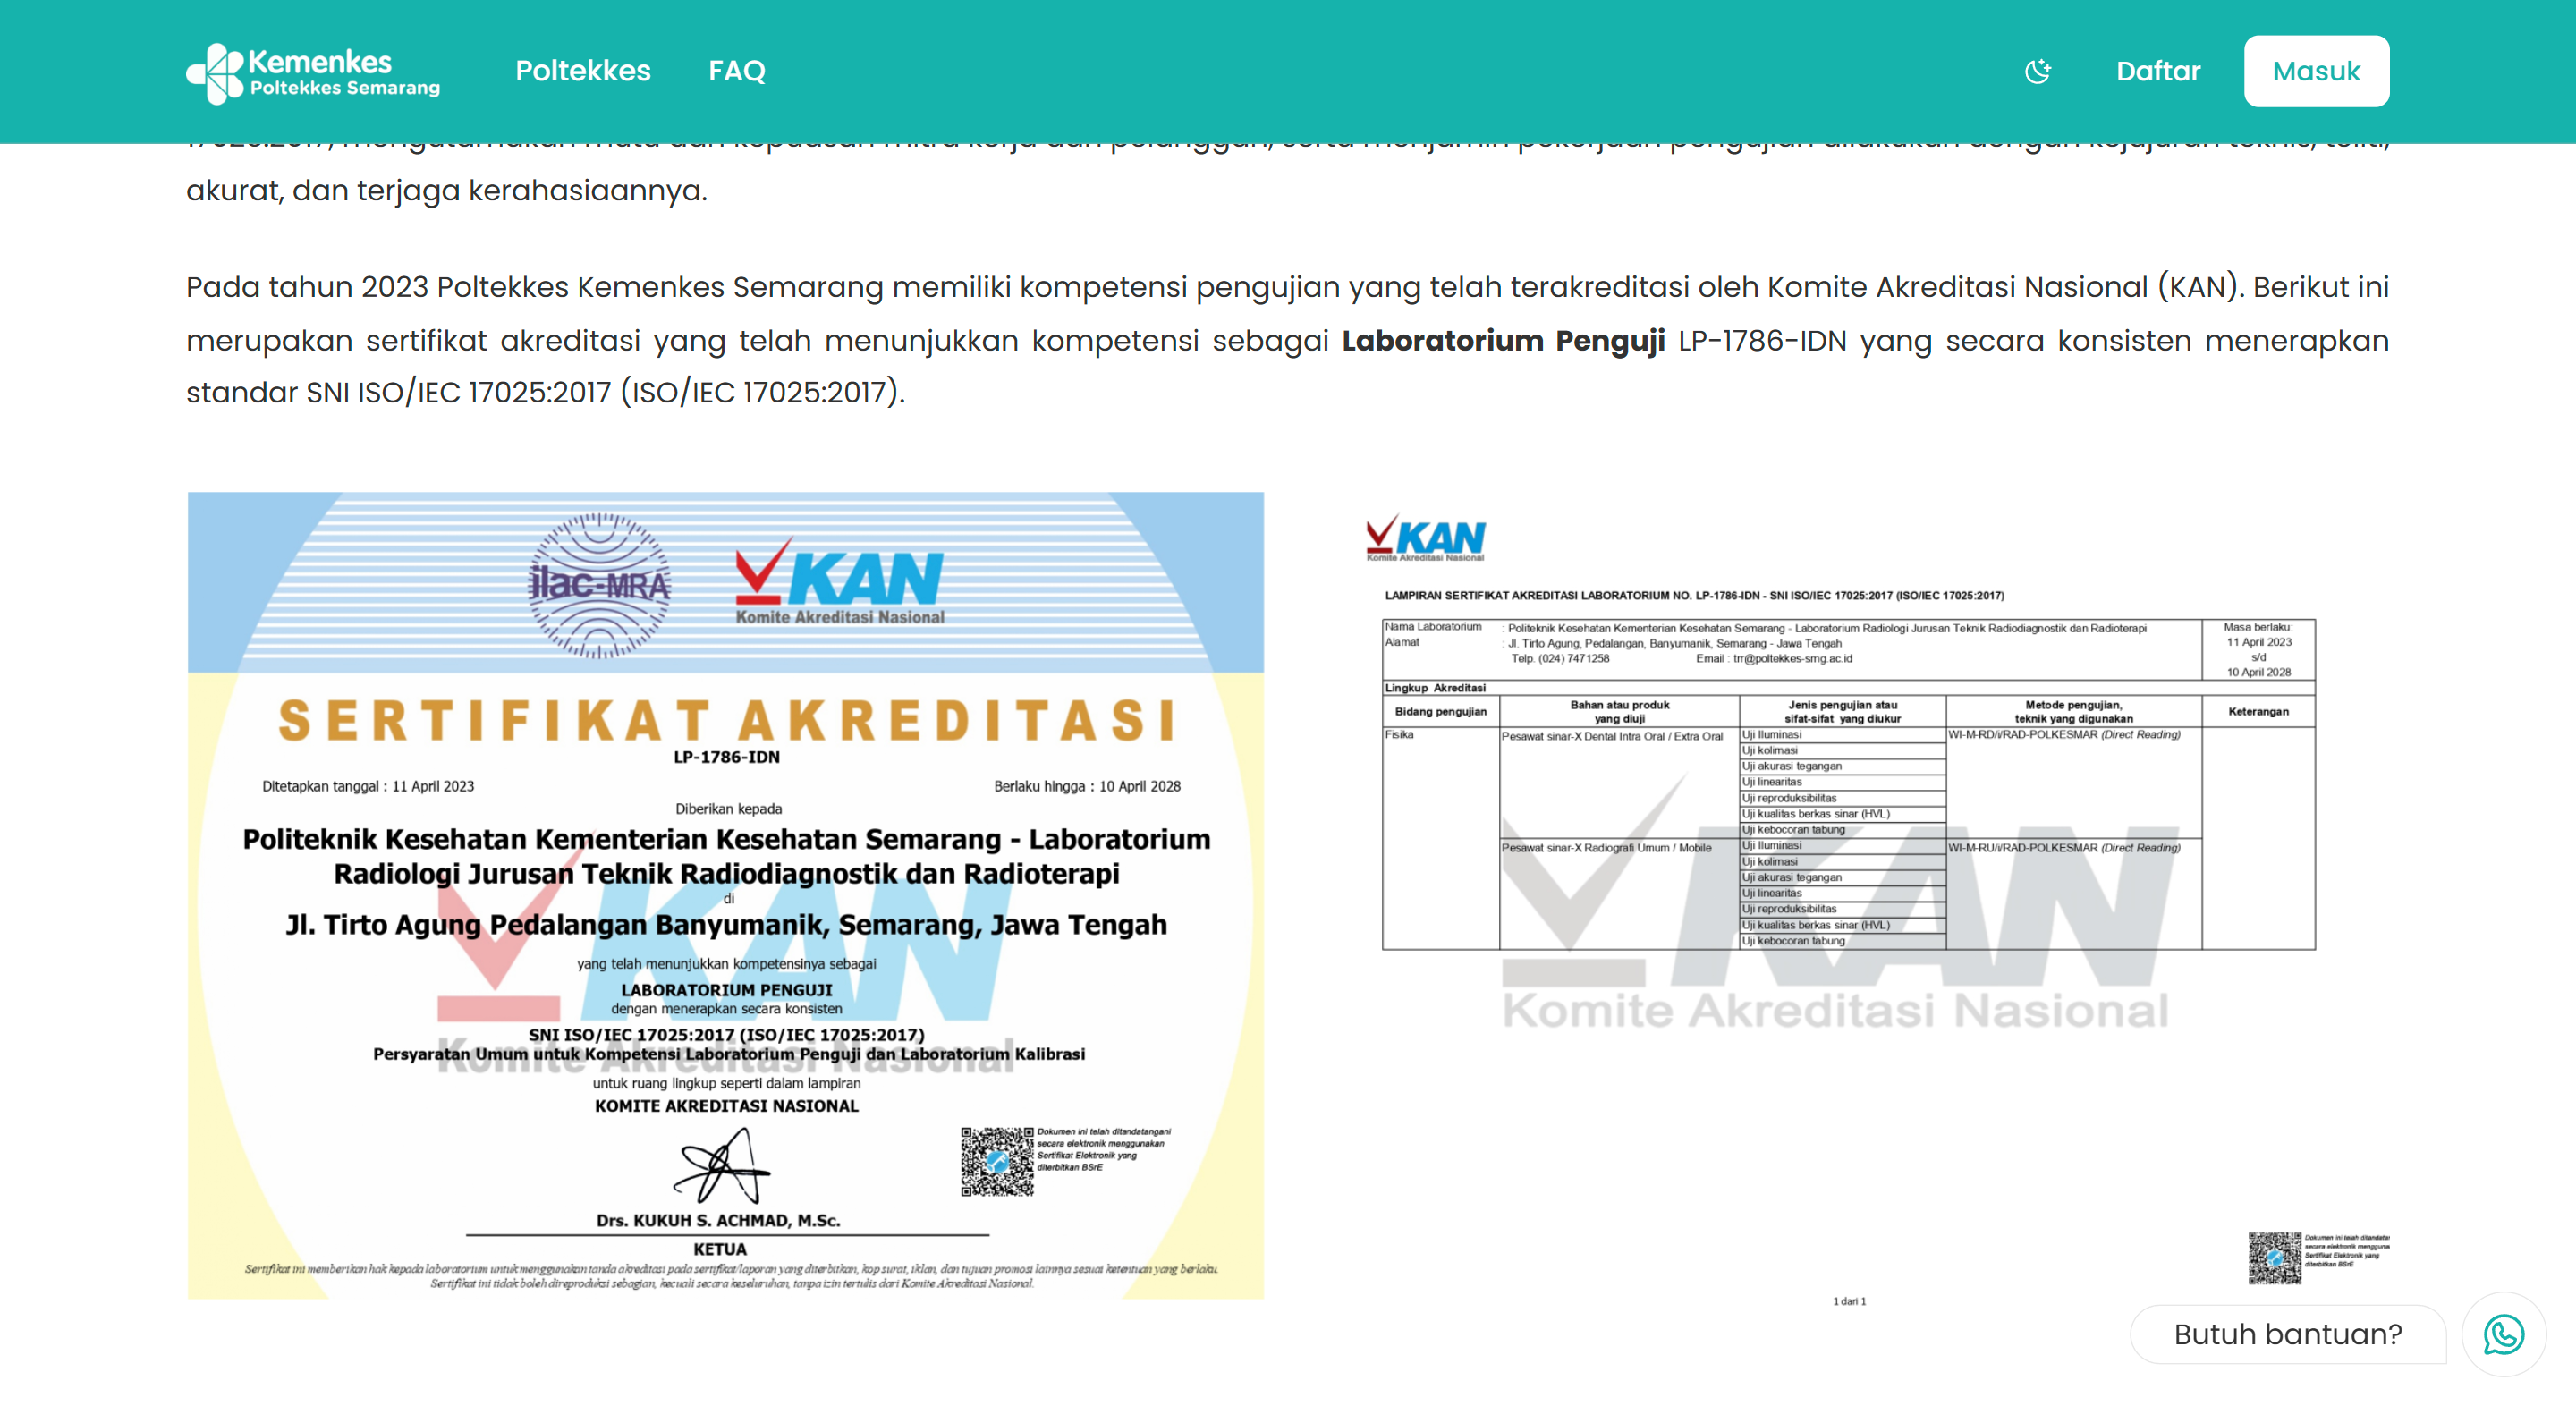 Kemenkes
Poltekkes Semarang
Poltekkes
FAQ
Daftar
Masuk
akurat, dan terjaga kerahasiaannya.
Pada tahun 2023 Poltekkes Kemenkes Semarang memiliki kompetensi pengujian yang telah terakreditasi oleh Komite Akreditasi Nasional (KAN). Berikut ini
merupakan sertifikat akreditasi yang telah menunjukkan kompetensi sebagai Laboratorium Penguji LP-1786-IDN yang secara konsisten menerapkan
standar SNI ISO/IEC 17025:2017 (ISO/IEC 17025:2017).
ilac-MRA
KAN
Komite Akreditasi Nasional
SERTIFIKAT AKREDITASI
LP-1786-IDN
Ditetapkan tanggal : 11 April 2023
Berlaku hingga : 10 April 2028
Diberikan kepada
Politeknik Kesehatan Kementerian Kesehatan Semarang - Laboratorium
Radiologi Jurusan Teknik Radiodiagnostik dan Radioterapi
di
Jl. Tirto Agung Pedalangan Banyumanik, Semarang, Jawa Tengah
yang telah menunjukkan kompetensinya sebagai
LABORATORIUM PENGUJI
dengan menerapkan secara konsisten
SNI ISO/IEC 17025:2017 (ISO/IEC 17025:2017)
Persyaratan Umum untuk Kompetensi Laboratorium Penguji dan Laboratorium Kalibrasi
untuk ruang lingkup seperti dalam lampiran
KOMITE AKREDITASI NASIONAL
Dokumen ini telah ditandatangani
secara elektronik menggunakan
Sertifikat Elektronik yang
diterbitkan BSrE
Drs. KUKUH S. ACHMAD, M.Sc.
KETUA
Sertifikat ini memberikan hak kepada laboratorium untuk menggunakan tanda akreditasi pada sertifikat/laporan yang diterbitkan, kop surat, iklan, dan tujuan promosi lainnya sesuai ketentuan yang berlaku.
Sertifikat ini tidak boleh direproduksi sebagian, kecuali secara keseluruhan, tanpa izin tertulis dari Komite Akreditasi Nasional.
KAN
Komite Akreditasi Nasional
KAN
Komite Akreditasi Nasional
LAMPIRAN SERTIFIKAT AKREDITASI LABORATORIUM NO. LP-1786-IDN - SNI ISO/IEC 17025:2017 (ISO/IEC 17025:2017)
Nama Laboratorium : Politeknik Kesehatan Kementerian Kesehatan Semarang - Laboratorium Radiologi Jurusan Teknik Radiodiagnostik dan Radioterapi
Alamat : Jl. Tirto Agung, Pedalangan, Banyumanik, Semarang - Jawa Tengah
Telp. (024) 7471258 Email : trr@poltekkes-smg.ac.id
Masa berlaku:
11 April 2023
s/d
10 April 2028
Lingkup Akreditasi
Bidang pengujian
Bahan atau produk
yang diuji
Jenis pengujian atau
sifat-sifat yang diukur
Metode pengujian,
teknik yang digunakan
Keterangan
Fisika
Pesawat sinar-X Dental Intra Oral / Extra Oral
Uji Iluminasi
Uji kolimasi
Uji akurasi tegangan
Uji linearitas
Uji reproduksibilitas
Uji kualitas berkas sinar (HVL)
Uji kebocoran tabung
WI-M-RD/i/RAD-POLKESMAR (Direct Reading)
Pesawat sinar-X Radiografi Umum / Mobile
Uji Iluminasi
Uji kolimasi
Uji akurasi tegangan
Uji linearitas
Uji reproduksibilitas
Uji kualitas berkas sinar (HVL)
Uji kebocoran tabung
WI-M-RU/i/RAD-POLKESMAR (Direct Reading)
KAN
Komite Akreditasi Nasional
Dokumen ini telah
secara elektronik
Sertifikat Elektronik yang
diterbitkan BSrE
1 dari 1
Butuh bantuan?